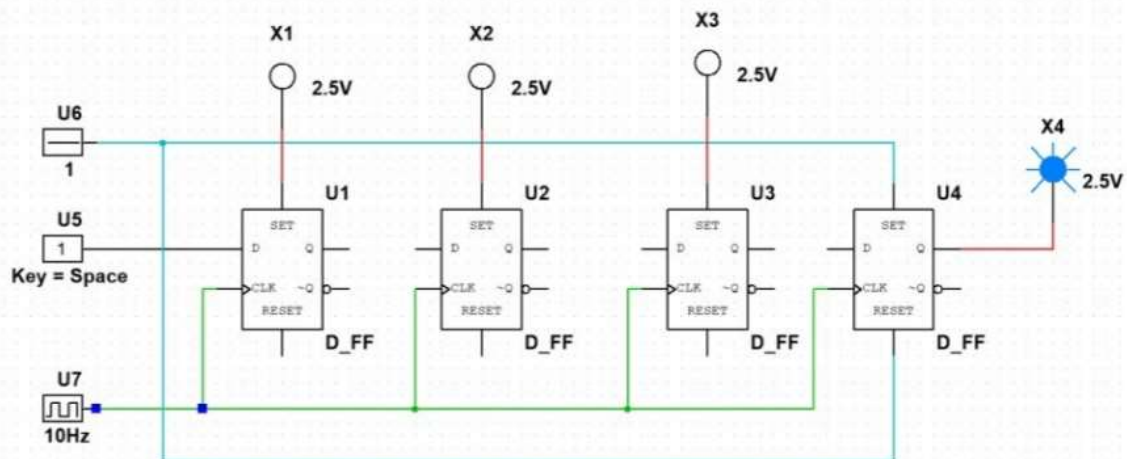 X1
2.5V
X2
2.5V
X3
2.5V
X4
2.5V
U6
1
U5
1
Key = Space
U7
10Hz
U1
SET
D Q
CLK ~Q
RESET
D_FF
U2
SET
D Q
CLK ~Q
RESET
D_FF
U3
SET
D Q
CLK ~Q
RESET
D_FF
U4
SET
D Q
CLK ~Q
RESET
D_FF